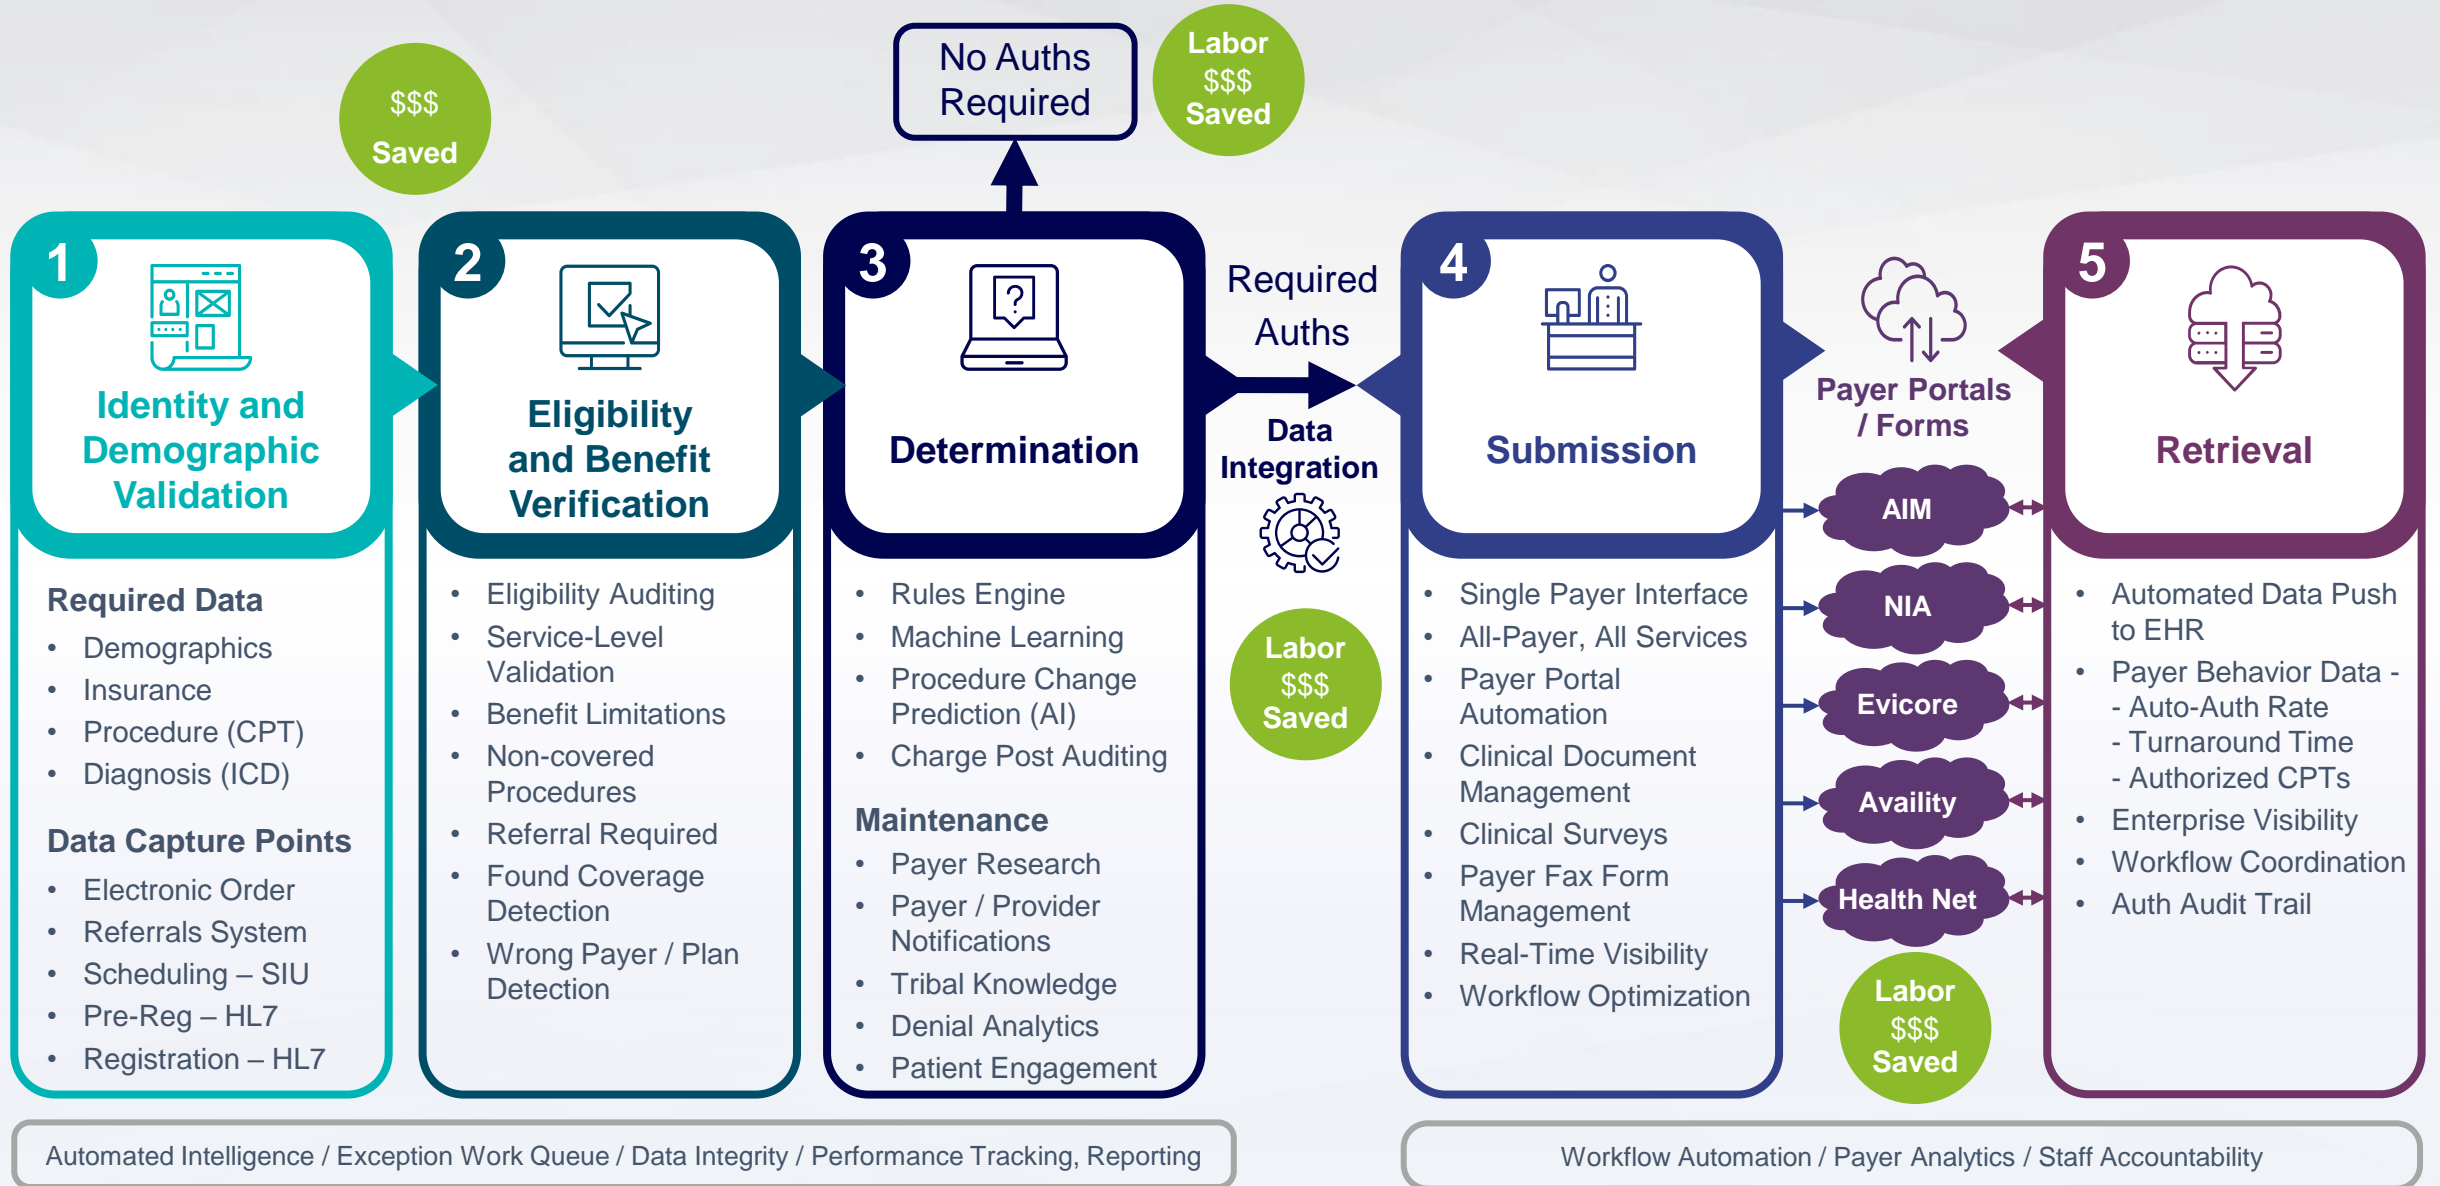 $$$
Saved
No Auths
Required
Labor
$$$
Saved
1
Identity and
Demographic
Validation
Required Data
• Demographics
• Insurance
• Procedure (CPT)
• Diagnosis (ICD)
Data Capture Points
• Electronic Order
• Referrals System
• Scheduling – SIU
• Pre-Reg – HL7
• Registration – HL7
2
Eligibility
and Benefit
Verification
• Eligibility Auditing
• Service-Level
Validation
• Benefit Limitations
• Non-covered
Procedures
• Referral Required
• Found Coverage
Detection
• Wrong Payer / Plan
Detection
3
?
Determination
• Rules Engine
• Machine Learning
• Procedure Change
Prediction (AI)
• Charge Post Auditing
Maintenance
• Payer Research
• Payer / Provider
Notifications
• Tribal Knowledge
• Denial Analytics
• Patient Engagement
Required
Auths
Data
Integration
Labor
$$$
Saved
4
Submission
• Single Payer Interface
• All-Payer, All Services
• Payer Portal
Automation
• Clinical Document
Management
• Clinical Surveys
• Payer Fax Form
Management
• Real-Time Visibility
• Workflow Optimization
Payer Portals
/ Forms
AIM
NIA
Evicore
Availity
Health Net
Labor
$$$
Saved
5
Retrieval
• Automated Data Push
to EHR
• Payer Behavior Data -
- Auto-Auth Rate
- Turnaround Time
- Authorized CPTs
• Enterprise Visibility
• Workflow Coordination
• Auth Audit Trail
Automated Intelligence / Exception Work Queue / Data Integrity / Performance Tracking, Reporting
Workflow Automation / Payer Analytics / Staff Accountability